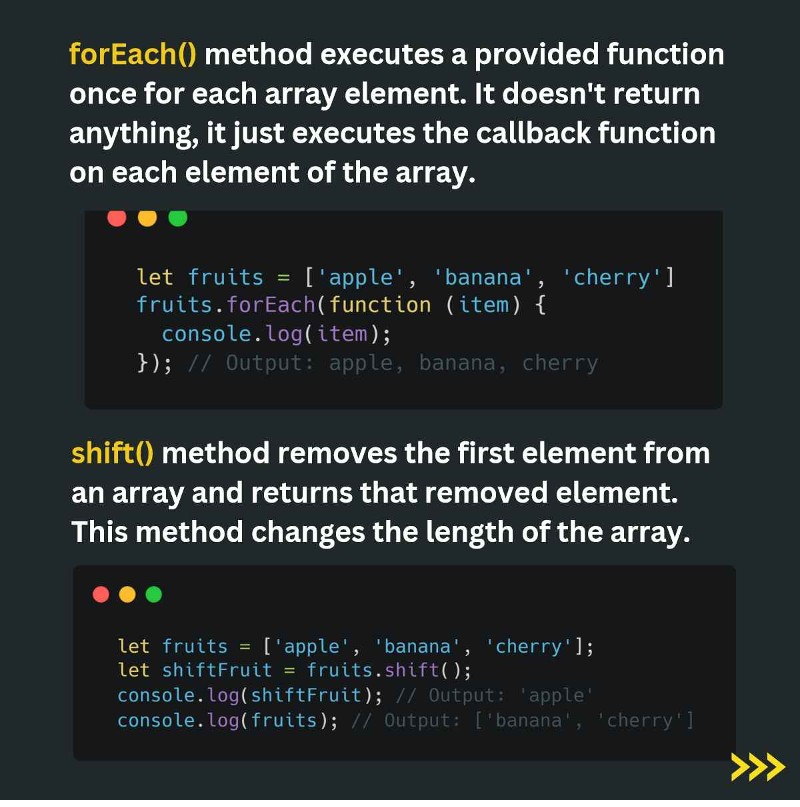 forEach() method executes a provided function
once for each array element. It doesn't return
anything, it just executes the callback function
on each element of the array.
let fruits = ['apple', 'banana', 'cherry']
fruits.forEach(function (item) {
  console.log(item);
}); // Output: apple, banana, cherry
shift() method removes the first element from
an array and returns that removed element.
This method changes the length of the array.
let fruits = ['apple', 'banana', 'cherry'];
let shiftFruit = fruits.shift();
console.log(shiftFruit); // Output: 'apple'
console.log(fruits); // Output: ['banana', 'cherry']